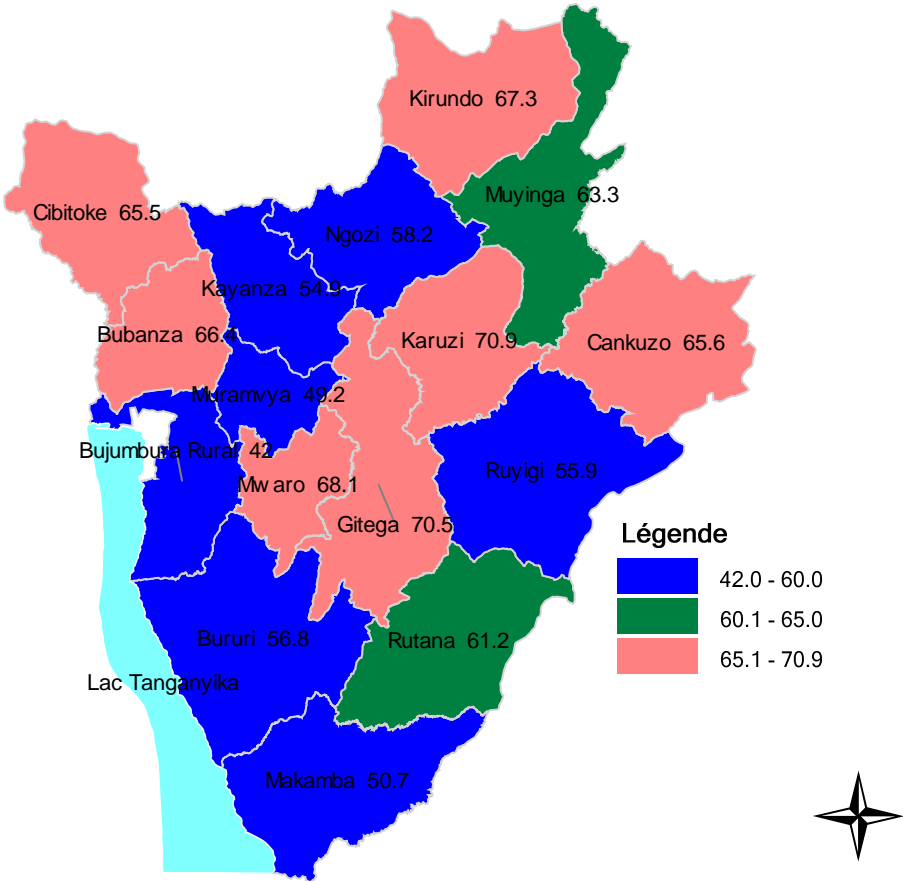 Kirundo 67.3
Muyinga 63.3
Cibitoke 65.5
Ngozi 58.2
Kayanza 54.9
Bubanza 66.4
Karuzi 70.9
Cankuzo 65.6
Muramvya 49.2
Bujumbura Rural 42
Ruyigi 55.9
Mwaro 68.1
Gitega 70.5
Légende
42.0 - 60.0
60.1 - 65.0
65.1 - 70.9
Bururi 56.8
Rutana 61.2
Lac Tanganyika
Makamba 50.7